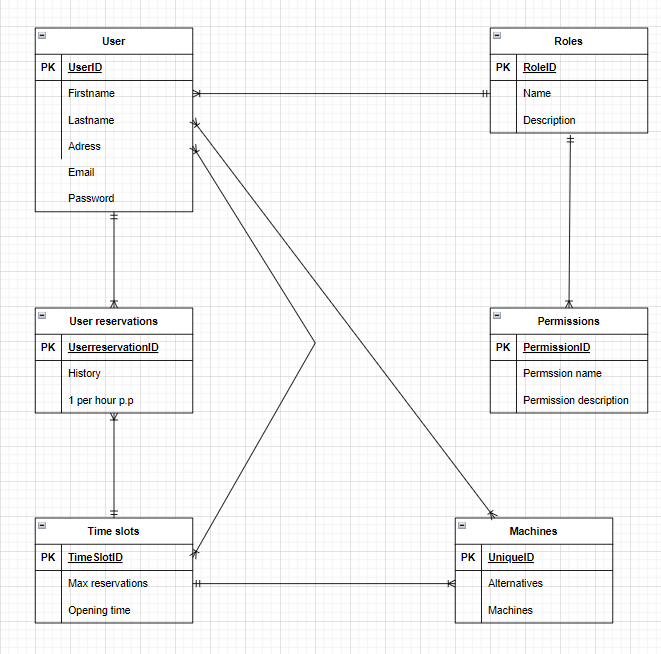 User
PK UserID
Firstname
Lastname
Adress
Email
Password
Roles
PK RoleID
Name
Description
User reservations
PK UserreservationID
History
1 per hour p.p
Permissions
PK PermissionID
Permssion name
Permission description
Time slots
PK TimeSlotID
Max reservations
Opening time
Machines
PK UniqueID
Alternatives
Machines